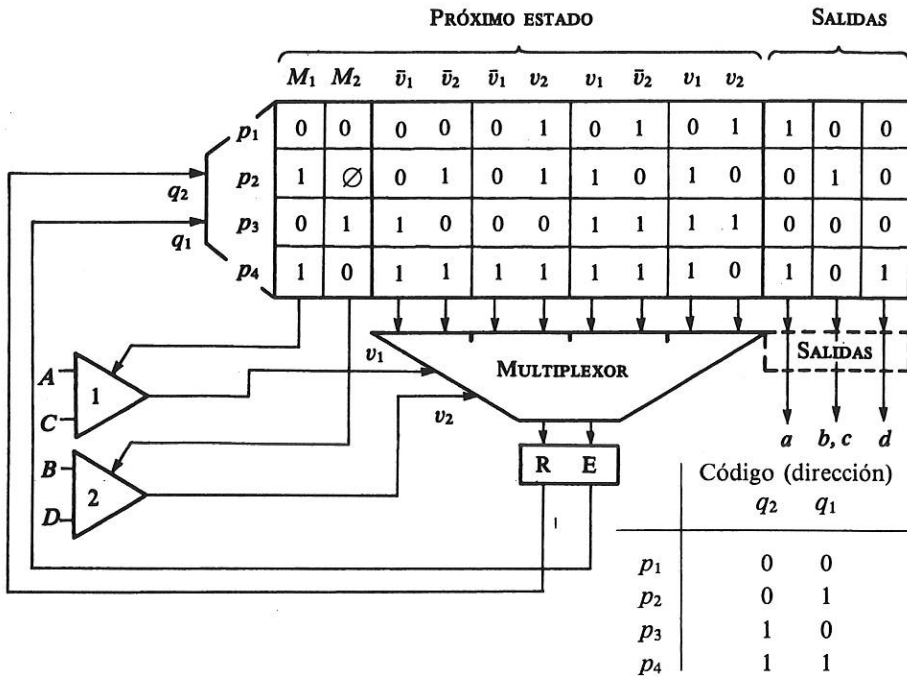 PRÓXIMO ESTADO SALIDAS
M₁ M₂ v̄₁ v̄₂ v̄₁ v₂ v₁ v̄₂ v₁ v₂
p₁ 0 0 0 0 0 1 0 1 0 1 1 0 0
p₂ 1 ∅ 0 1 0 1 1 0 1 0 0 1 0
q₂
p₃ 0 1 1 0 0 0 1 1 1 1 0 0 0
q₁
p₄ 1 0 1 1 1 1 1 1 1 0 1 0 1
v₁ MULTIPLEXOR SALIDAS
A
1
C
v₂
B
2
D
R E
a b, c d
Código (dirección)
q₂ q₁
p₁ 0 0
p₂ 0 1
p₃ 1 0
p₄ 1 1